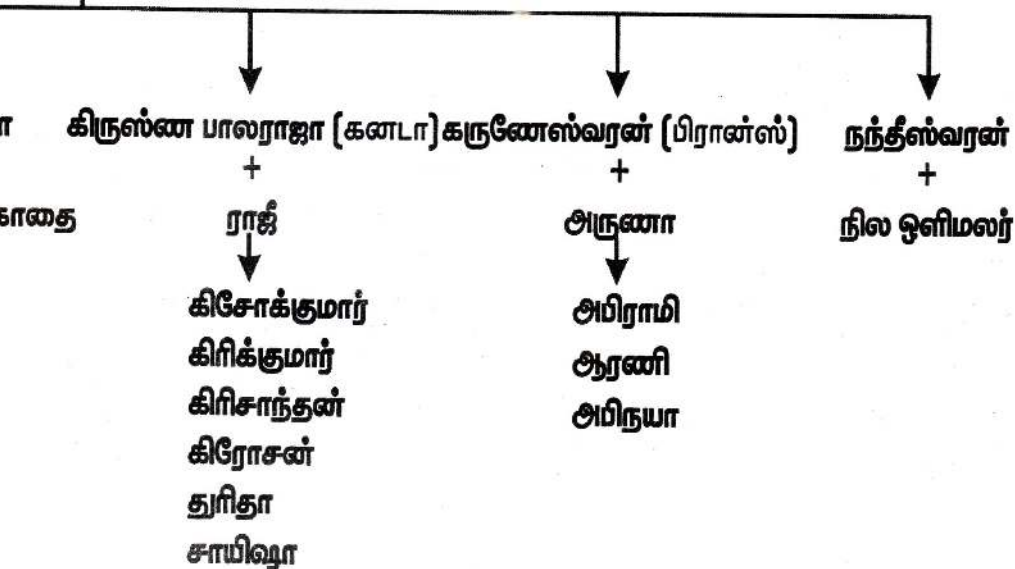 கிருஸ்ண பாலராஜா (கனடா) கருணேஸ்வரன் (பிரான்ஸ்) நந்தீஸ்வரன்
+ + +
ராஜீ அருணா நில ஒளிமலர்
கிசோக்குமார் அபிராமி
கிரிக்குமார் ஆரணி
கிரிசாந்தன் அபிநயா
கிரோசன்
துரிதா
சாயிஷா